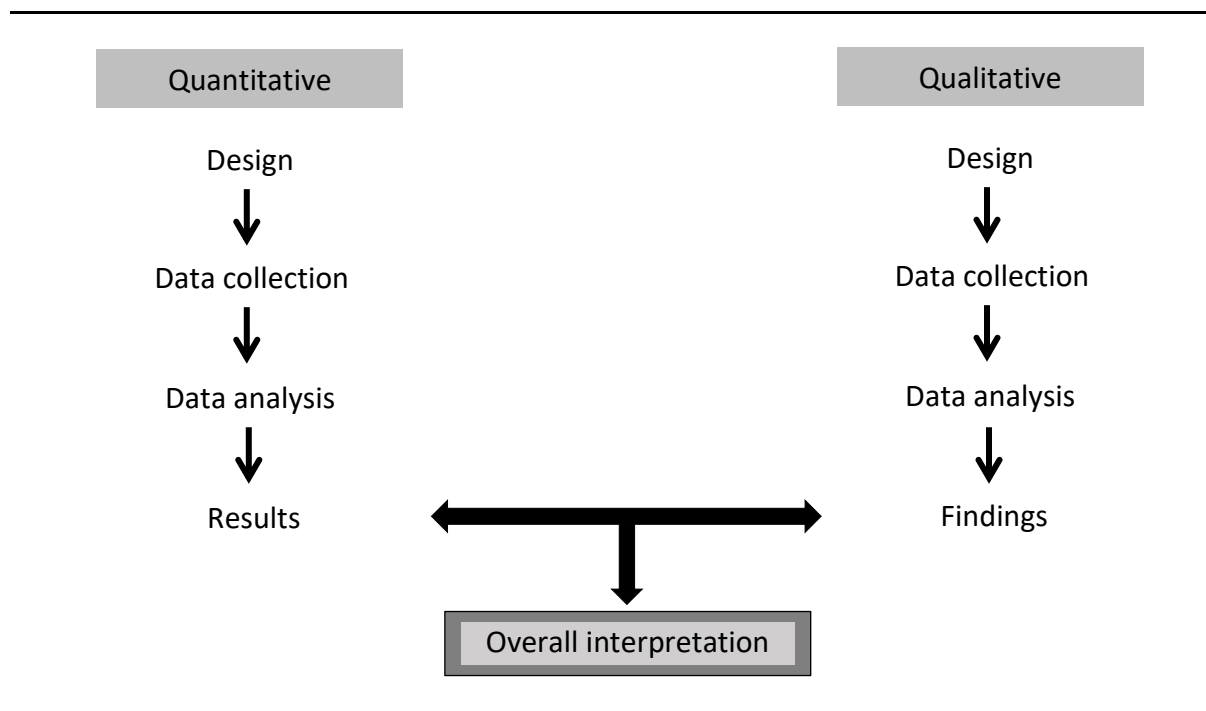 Quantitative
Qualitative
Design
Design
Data collection
Data collection
Data analysis
Data analysis
Results
Findings
Overall interpretation